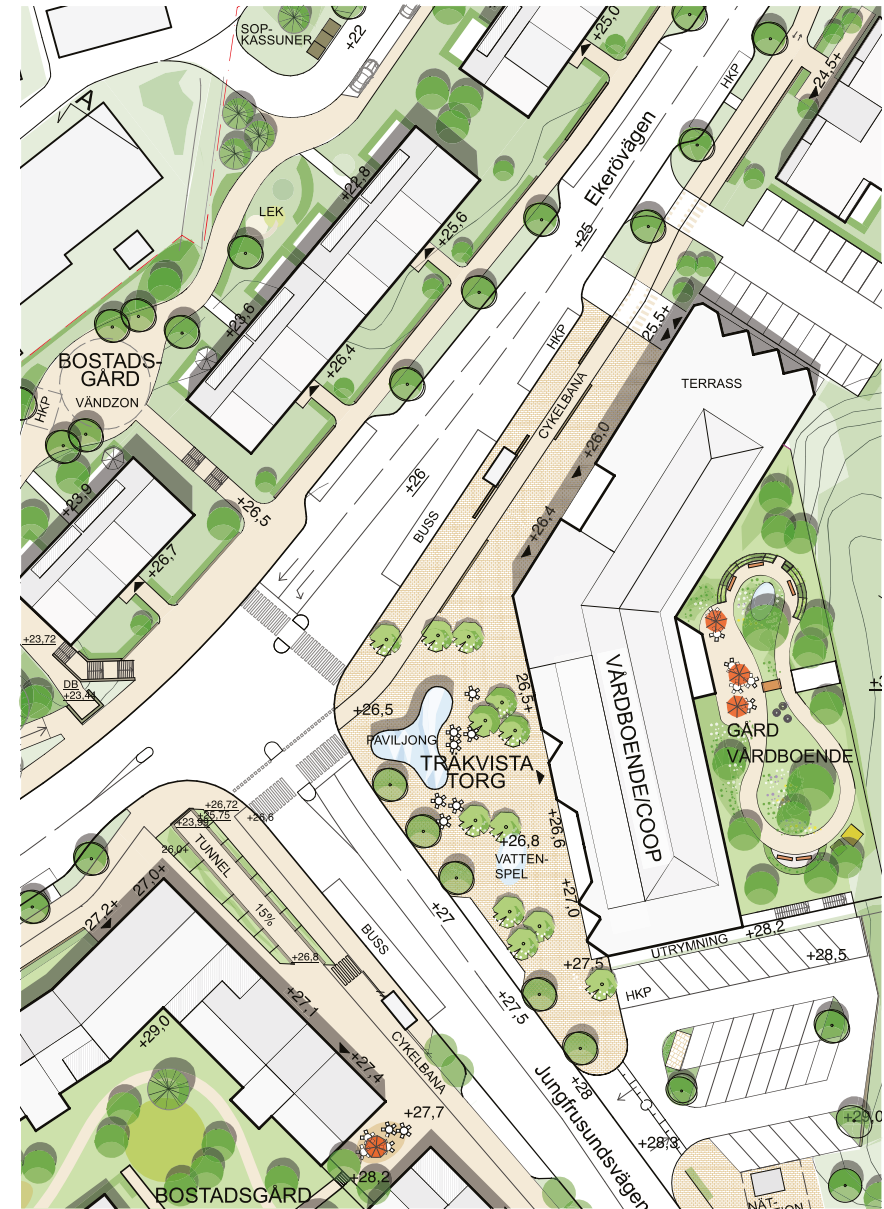 SOP-
KASSUNER
+22
+25,0
HKP
24,5+
A
Ekerövägen
LEK
+22,8
+25,6
+25
+23,6
+26,4
HKP
25,5+
BOSTADS-
GÅRD
VÄNDZON
HKP
TERRASS
CYKELBANA
+26,0
+26
BUSS
+26,4
+23,9
+26,5
+26,7
+23,72
DB
+23,41
VÅRDBOENDE/COOP
26,5+
+26,5
PAVILJONG
TRÄKVISTA
TORG
GÅRD
VÅRDBOENDE
+26,72
+25,75
+23,99
+26,6
TUNNEL
26,0+
15%
+26,8
+26,6
+26,8
VATTEN-
SPEL
27,2+
27,0+
+27
+27,0
BUSS
UTRYMNING
+28,2
+28,5
+27,5
HKP
+27,5
+27,1
+29,0
+27,4
CYKELBANA
Jungfrusundsvägen
+28
+27,7
+28,3
+29,0
+28,2
BOSTADSGÅRD
NÄT-